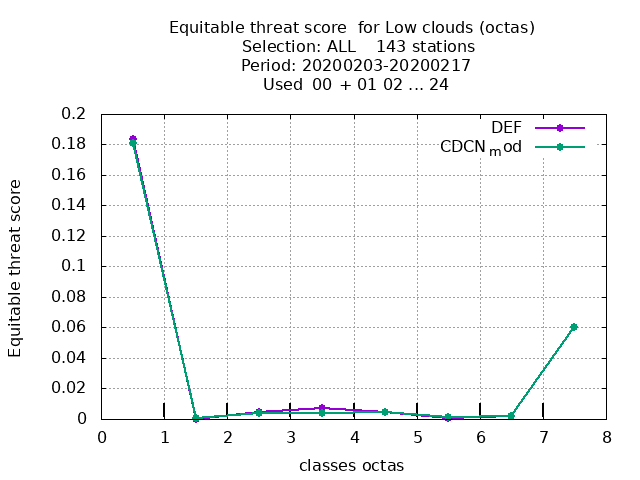 Equitable threat score  for Low clouds (octas)
Selection: ALL    143 stations
Period: 20200203-20200217
Used  00  + 01 02 ... 24
DEF
CDCN_mod
Equitable threat score
0.2
0.18
0.16
0.14
0.12
0.1
0.08
0.06
0.04
0.02
0
0 1 2 3 4 5 6 7 8
classes octas